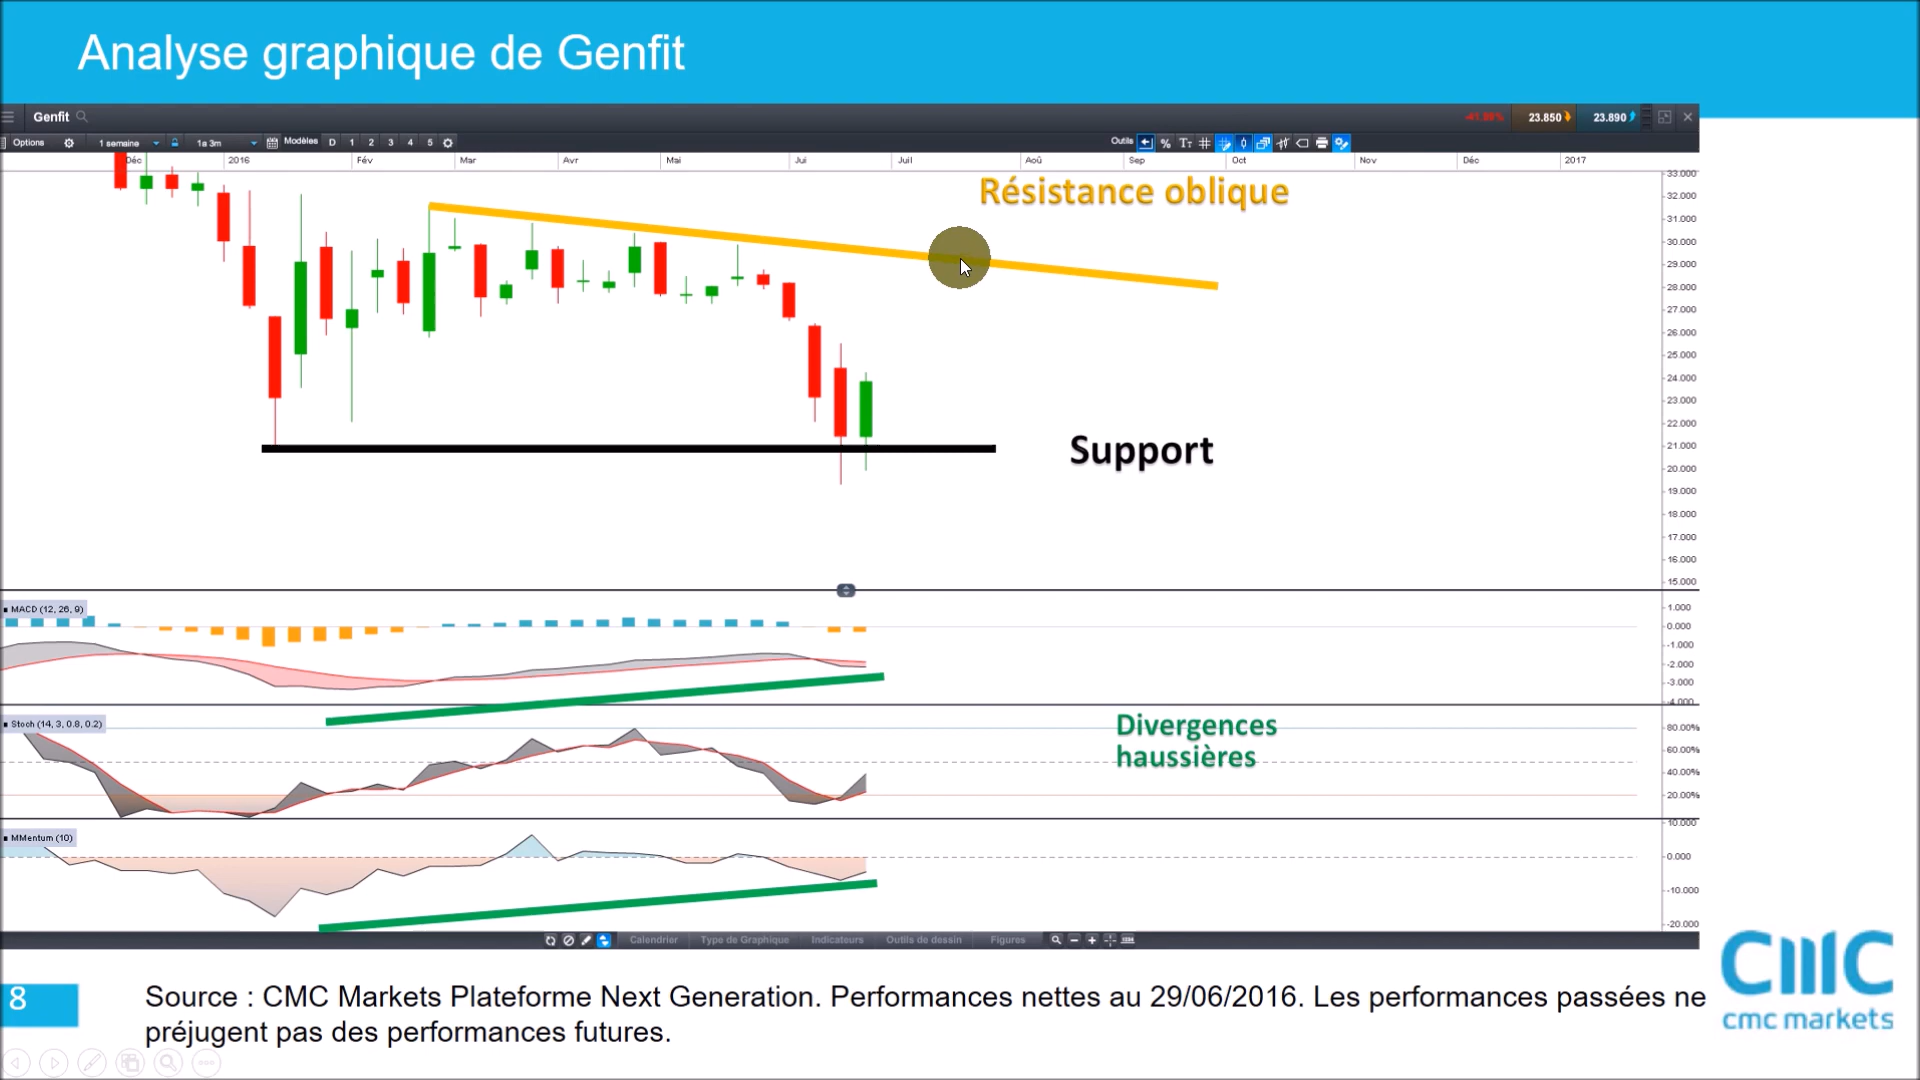 Analyse graphique de Genfit
Genfit
23.850
23.890
Options
1 semaine
1a 3m
Modèles
D 1 2 3 4 5
Outils
Déc 2016 Fév Mar Avr Mai Jui Juil Aoû Sep Oct Nov Déc 2017
Résistance oblique
33.000
32.000
31.000
30.000
29.000
28.000
27.000
26.000
25.000
24.000
23.000
22.000
21.000
20.000
19.000
18.000
17.000
16.000
15.000
Support
MACD (12, 26, 9)
1.000
0.000
-1.000
-2.000
-3.000
-4.000
Stoch (14, 3, 0.8, 0.2)
Divergences
haussières
80.00%
60.00%
40.00%
20.00%
MMentum (10)
10.000
0.000
-10.000
-20.000
Calendrier Type de Graphique Indicateurs Outils de dessin Figures
8
Source : CMC Markets Plateforme Next Generation. Performances nettes au 29/06/2016. Les performances passées ne
préjugent pas des performances futures.
CMC
cmc markets